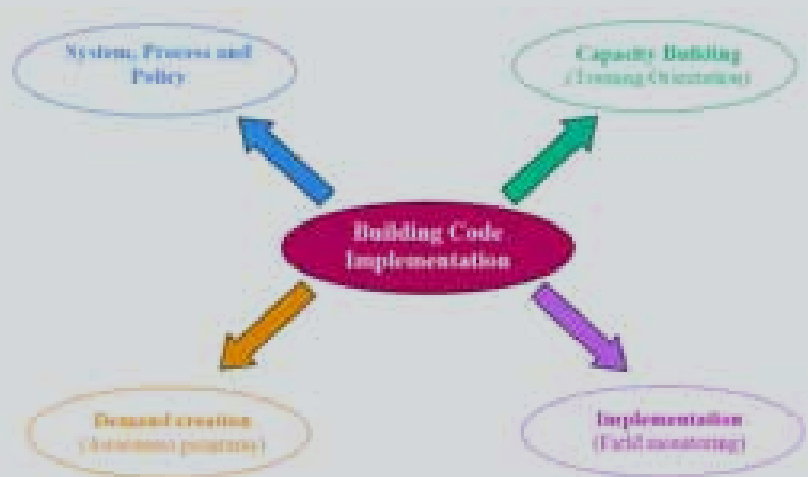 System, Process and
Policy
Capacity Building
(Training/Orientation)
Building Code
Implementation
Demand creation
Implementation
(Field monitoring)